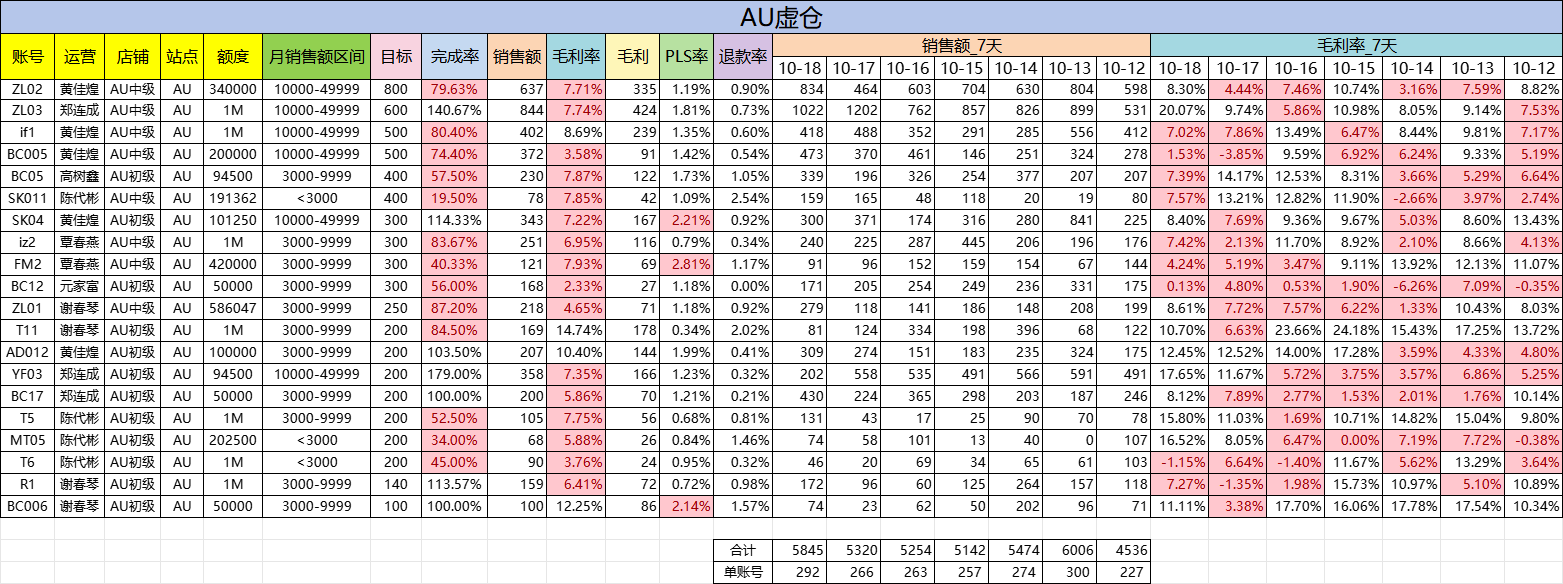 AU虚仓
账号 运营 店铺 站点 额度 月销售额区间 目标 完成率 销售额 毛利率 毛利 PLS率 退款率 销售额_7天 毛利率_7天
10-18 10-17 10-16 10-15 10-14 10-13 10-12 10-18 10-17 10-16 10-15 10-14 10-13 10-12
ZL02 黄佳煌 AU中级 AU 340000 10000-49999 800 79.63% 637 7.71% 335 1.19% 0.90% 834 464 603 704 630 804 598 8.30% 4.44% 7.46% 10.74% 3.16% 7.59% 8.82%
ZL03 郑连成 AU中级 AU 1M 10000-49999 600 140.67% 844 7.74% 424 1.81% 0.73% 1022 1202 762 857 826 899 531 20.07% 9.74% 5.86% 10.98% 8.05% 9.14% 7.53%
if1 黄佳煌 AU中级 AU 1M 10000-49999 500 80.40% 402 8.69% 239 1.35% 0.60% 418 488 352 291 285 556 412 7.02% 7.86% 13.49% 6.47% 8.44% 9.81% 7.17%
BC005 黄佳煌 AU中级 AU 200000 10000-49999 500 74.40% 372 3.58% 91 1.42% 0.54% 473 370 461 146 251 324 278 1.53% -3.85% 9.59% 6.92% 6.24% 9.33% 5.19%
BC05 高树鑫 AU初级 AU 94500 3000-9999 400 57.50% 230 7.87% 122 1.73% 1.05% 339 196 326 254 377 207 207 7.39% 14.17% 12.53% 8.31% 3.66% 5.29% 6.64%
SK011 陈代彬 AU中级 AU 191362 <3000 400 19.50% 78 7.85% 42 1.09% 2.54% 159 165 48 118 20 19 80 7.57% 13.21% 12.82% 11.90% -2.66% 3.97% 2.74%
SK04 黄佳煌 AU初级 AU 101250 10000-49999 300 114.33% 343 7.22% 167 2.21% 0.92% 300 371 174 316 280 841 225 8.40% 7.69% 9.36% 9.67% 5.03% 8.60% 13.43%
iz2 覃春燕 AU中级 AU 1M 3000-9999 300 83.67% 251 6.95% 116 0.79% 0.34% 240 225 287 445 206 196 176 7.42% 2.13% 11.70% 8.92% 2.10% 8.66% 4.13%
FM2 覃春燕 AU中级 AU 420000 3000-9999 300 40.33% 121 7.93% 69 2.81% 1.17% 91 96 152 159 154 67 144 4.24% 5.19% 3.47% 9.11% 13.92% 12.13% 11.07%
BC12 元家富 AU初级 AU 50000 3000-9999 300 56.00% 168 2.33% 27 1.18% 0.00% 171 205 254 249 236 331 175 0.13% 4.80% 0.53% 1.90% -6.26% 7.09% -0.35%
ZL01 谢春琴 AU中级 AU 586047 3000-9999 250 87.20% 218 4.65% 71 1.18% 0.92% 279 118 141 186 148 208 199 8.61% 7.72% 7.57% 6.22% 1.33% 10.43% 8.03%
T11 谢春琴 AU初级 AU 1M 3000-9999 200 84.50% 169 14.74% 178 0.34% 2.02% 81 124 334 198 396 68 122 10.70% 6.63% 23.66% 24.18% 15.43% 17.25% 13.72%
AD012 黄佳煌 AU初级 AU 100000 3000-9999 200 103.50% 207 10.40% 144 1.99% 0.41% 309 274 151 183 235 324 175 12.45% 12.52% 14.00% 17.28% 3.59% 4.33% 4.80%
YF03 郑连成 AU初级 AU 94500 10000-49999 200 179.00% 358 7.35% 166 1.23% 0.32% 202 558 535 491 566 591 491 17.65% 11.67% 5.72% 3.75% 3.57% 6.86% 5.25%
BC17 郑连成 AU初级 AU 50000 3000-9999 200 100.00% 200 5.86% 70 1.21% 0.21% 430 224 365 298 203 187 246 8.12% 7.89% 2.77% 1.53% 2.01% 1.76% 10.14%
T5 陈代彬 AU初级 AU 1M 3000-9999 200 52.50% 105 7.75% 56 0.68% 0.81% 131 43 17 25 90 70 78 15.80% 11.03% 1.69% 10.71% 14.82% 15.04% 9.80%
MT05 陈代彬 AU初级 AU 202500 <3000 200 34.00% 68 5.88% 26 0.84% 1.46% 74 58 101 13 40 0 107 16.52% 8.05% 6.47% 0.00% 7.19% 7.72% -0.38%
T6 陈代彬 AU初级 AU 1M <3000 200 45.00% 90 3.76% 24 0.95% 0.32% 46 20 69 34 65 61 103 -1.15% 6.64% -1.40% 11.67% 5.62% 13.29% 3.64%
R1 谢春琴 AU初级 AU 1M 3000-9999 140 113.57% 159 6.41% 72 0.72% 0.98% 172 96 60 125 264 157 118 7.27% -1.35% 1.98% 15.73% 10.97% 5.10% 10.89%
BC006 谢春琴 AU初级 AU 50000 3000-9999 100 100.00% 100 12.25% 86 2.14% 1.57% 74 23 62 50 202 96 71 11.11% 3.38% 17.70% 16.06% 17.78% 17.54% 10.34%
合计 5845 5320 5254 5142 5474 6006 4536
单账号 292 266 263 257 274 300 227